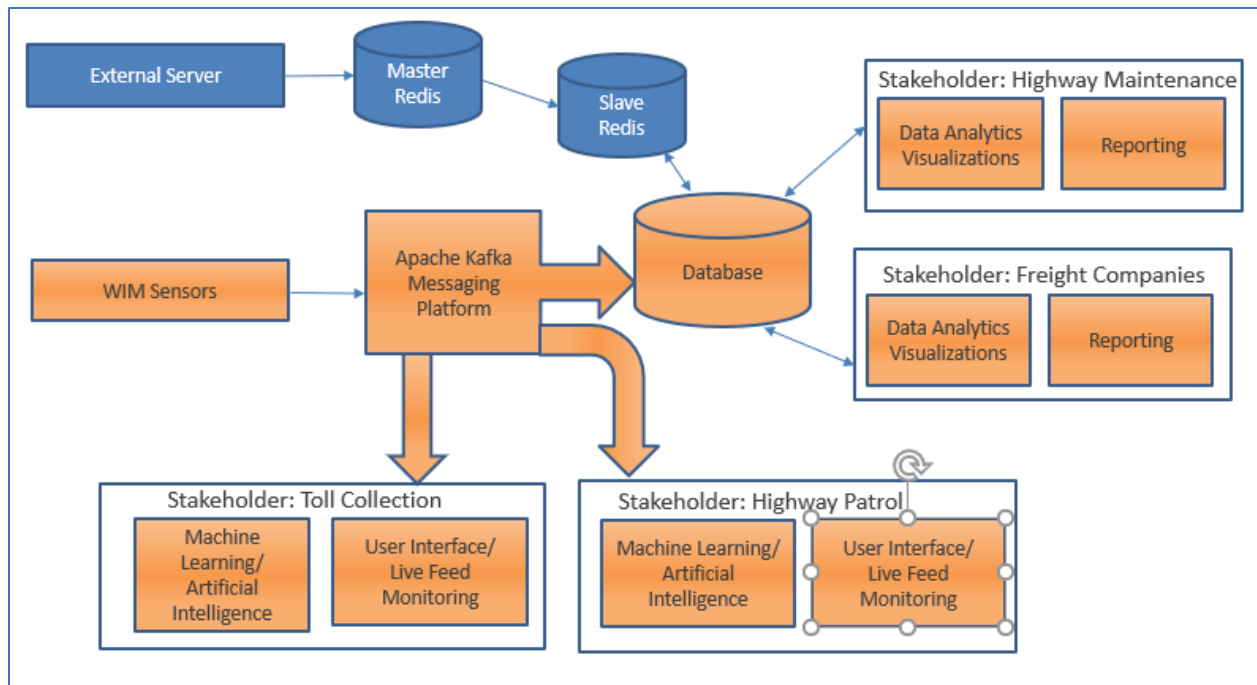 External Server
Master
Redis
Slave
Redis
Stakeholder: Highway Maintenance
Data Analytics
Visualizations
Reporting
WIM Sensors
Apache Kafka
Messaging
Platform
Database
Stakeholder: Freight Companies
Data Analytics
Visualizations
Reporting
Stakeholder: Toll Collection
Machine
Learning/
Artificial
Intelligence
User Interface/
Live Feed
Monitoring
Stakeholder: Highway Patrol
Machine Learning/
Artificial
Intelligence
User Interface/
Live Feed
Monitoring